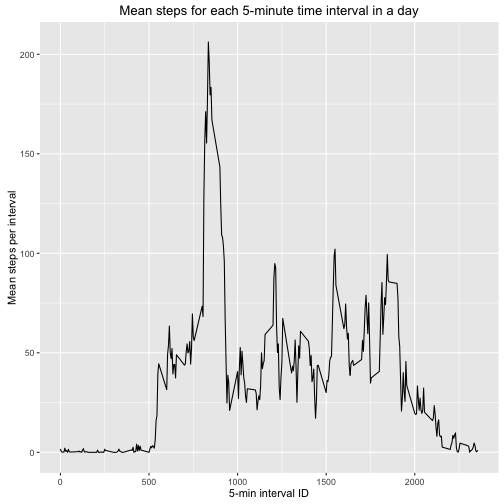 Mean steps for each 5-minute time interval in a day
200
150
100
50
0
Mean steps per interval
0 500 1000 1500 2000
5-min interval ID